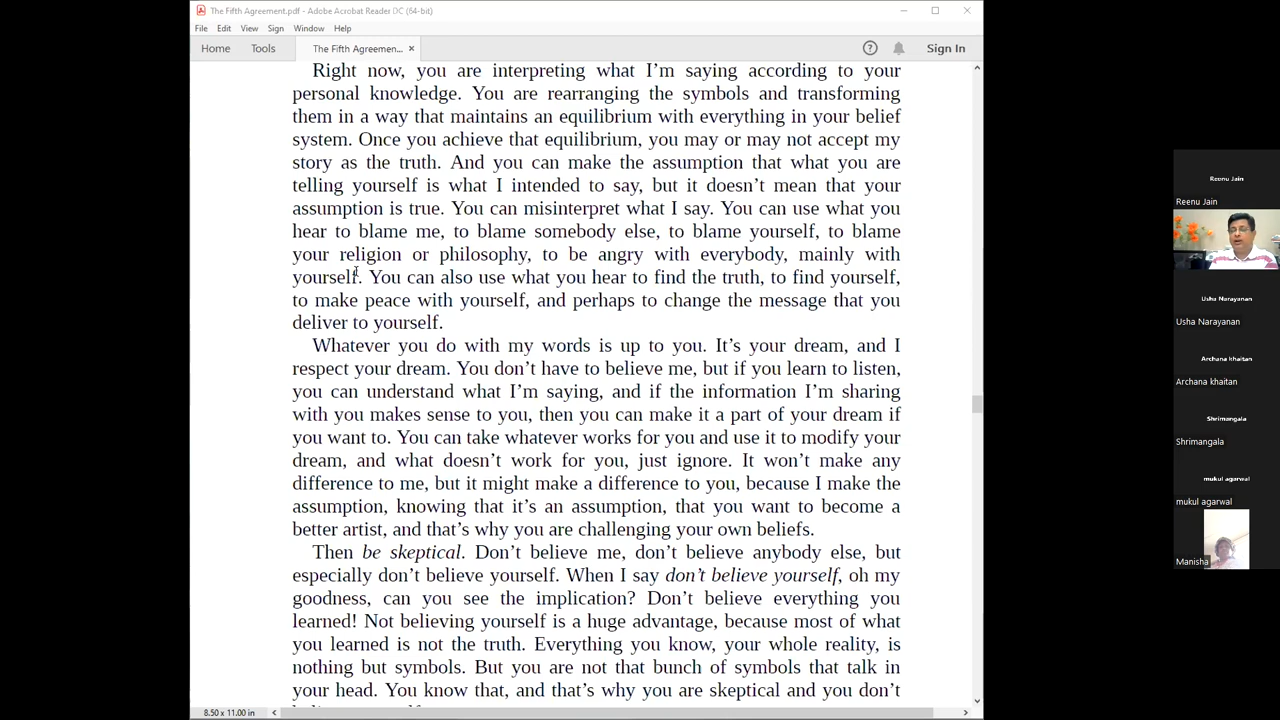 The Fifth Agreement.pdf - Adobe Acrobat Reader DC (64-bit)
File Edit View Sign Window Help
Home Tools The Fifth Agreemen... × Sign In
Right now, you are interpreting what I’m saying according to your
personal knowledge. You are rearranging the symbols and transforming
them in a way that maintains an equilibrium with everything in your belief
system. Once you achieve that equilibrium, you may or may not accept my
story as the truth. And you can make the assumption that what you are
telling yourself is what I intended to say, but it doesn’t mean that your
assumption is true. You can misinterpret what I say. You can use what you
hear to blame me, to blame somebody else, to blame yourself, to blame
your religion or philosophy, to be angry with everybody, mainly with
yourself. You can also use what you hear to find the truth, to find yourself,
to make peace with yourself, and perhaps to change the message that you
deliver to yourself.
Whatever you do with my words is up to you. It’s your dream, and I
respect your dream. You don’t have to believe me, but if you learn to listen,
you can understand what I’m saying, and if the information I’m sharing
with you makes sense to you, then you can make it a part of your dream if
you want to. You can take whatever works for you and use it to modify your
dream, and what doesn’t work for you, just ignore. It won’t make any
difference to me, but it might make a difference to you, because I make the
assumption, knowing that it’s an assumption, that you want to become a
better artist, and that’s why you are challenging your own beliefs.
Then be skeptical. Don’t believe me, don’t believe anybody else, but
especially don’t believe yourself. When I say don’t believe yourself, oh my
goodness, can you see the implication? Don’t believe everything you
learned! Not believing yourself is a huge advantage, because most of what
you learned is not the truth. Everything you know, your whole reality, is
nothing but symbols. But you are not that bunch of symbols that talk in
your head. You know that, and that’s why you are skeptical and you don’t
8.50 x 11.00 in
Reenu Jain
Reenu Jain
Usha Narayanan
Usha Narayanan
Archana khaitan
Archana khaitan
Shrimangala
Shrimangala
mukul agarwal
mukul agarwal
Manisha